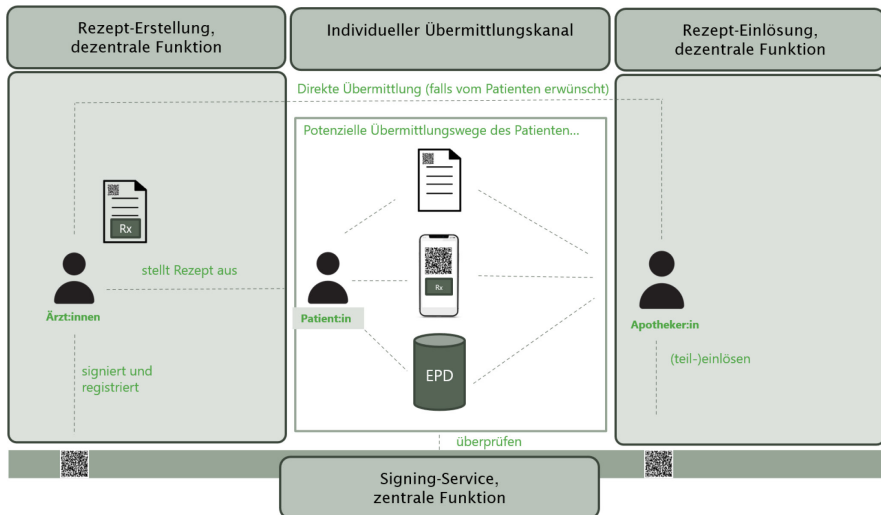 Rezept-Erstellung,
dezentrale Funktion
Individueller Übermittlungskanal
Rezept-Einlösung,
dezentrale Funktion
Direkte Übermittlung (falls vom Patienten erwünscht)
Potenzielle Übermittlungswege des Patienten...
Rx
stellt Rezept aus
Rx
Ärzt:innen
Patient:in
Apotheker:in
EPD
signiert und
registriert
(teil-)einlösen
überprüfen
Signing-Service,
zentrale Funktion